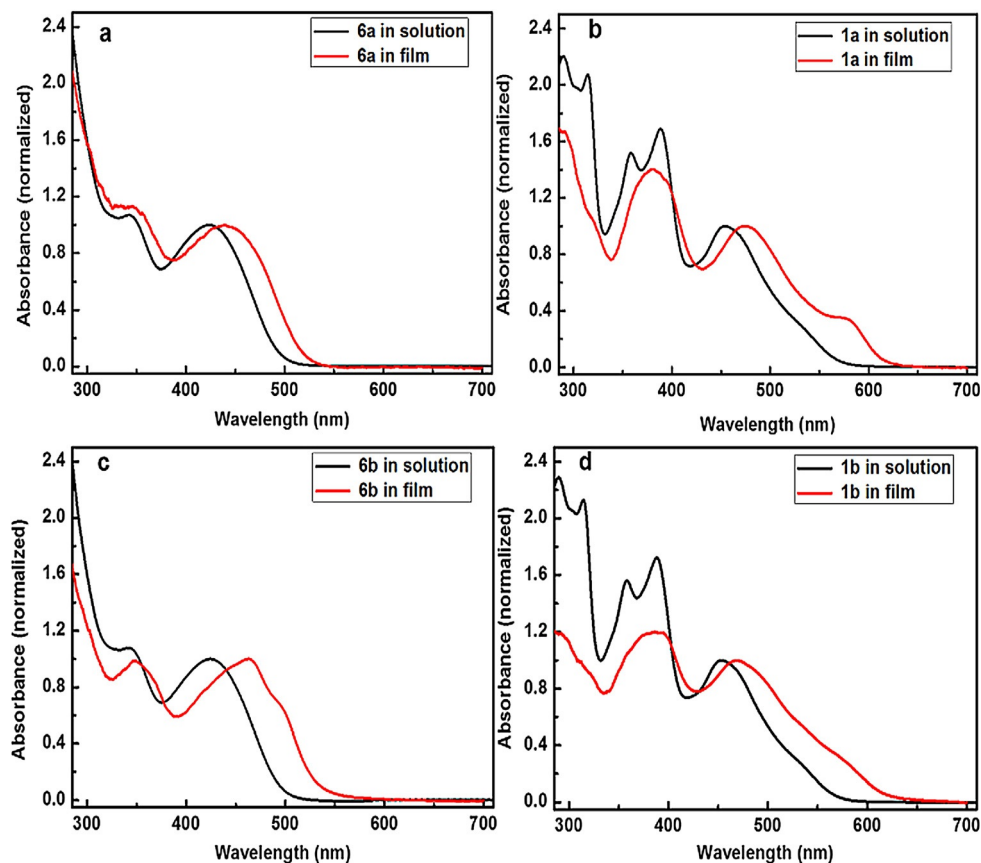 a
6a in solution
6a in film
Absorbance (normalized)
2.4
2.0
1.6
1.2
0.8
0.4
0.0
300 400 500 600 700
Wavelength (nm)
b
1a in solution
1a in film
Absorbance (normalized)
2.4
2.0
1.6
1.2
0.8
0.4
0.0
300 400 500 600 700
Wavelength (nm)
c
6b in solution
6b in film
Absorbance (normalized)
2.4
2.0
1.6
1.2
0.8
0.4
0.0
300 400 500 600 700
Wavelength (nm)
d
1b in solution
1b in film
Absorbance (normalized)
2.4
2.0
1.6
1.2
0.8
0.4
0.0
300 400 500 600 700
Wavelength (nm)